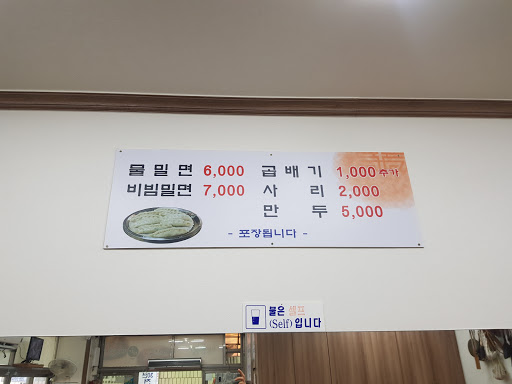 물밀면 6,000 곱배기 1,000 추가
비빔밀면 7,000 사리 2,000
만두 5,000
- 포장됩니다 -
물은 셀프
(Self) 입니다